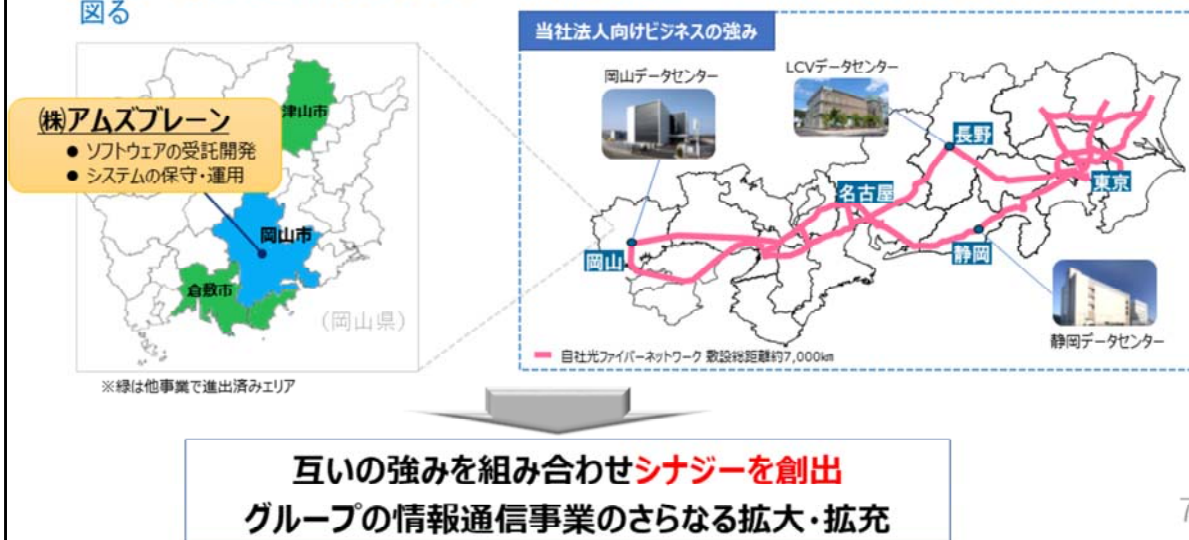 図る
当社法人向けビジネスの強み
岡山データセンター
LCVデータセンター
㈱アムズブレーン
● ソフトウェアの受託開発
● システムの保守・運用
津山市
岡山市
倉敷市
(岡山県)
※緑は他事業で進出済みエリア
長野
名古屋
東京
岡山
静岡
静岡データセンター
自社光ファイバーネットワーク 敷設総距離約7,000km
互いの強みを組み合わせシナジーを創出
グループの情報通信事業のさらなる拡大・拡充
7